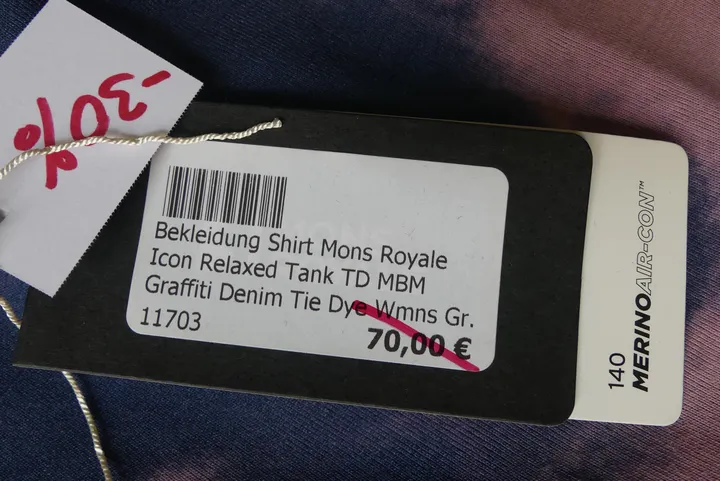 -30%
Bekleidung Shirt Mons Royale
Icon Relaxed Tank TD MBM
Graffiti Denim Tie Dye Wmns Gr.
11703
70,00 €
140
MERINOAIR-CON™